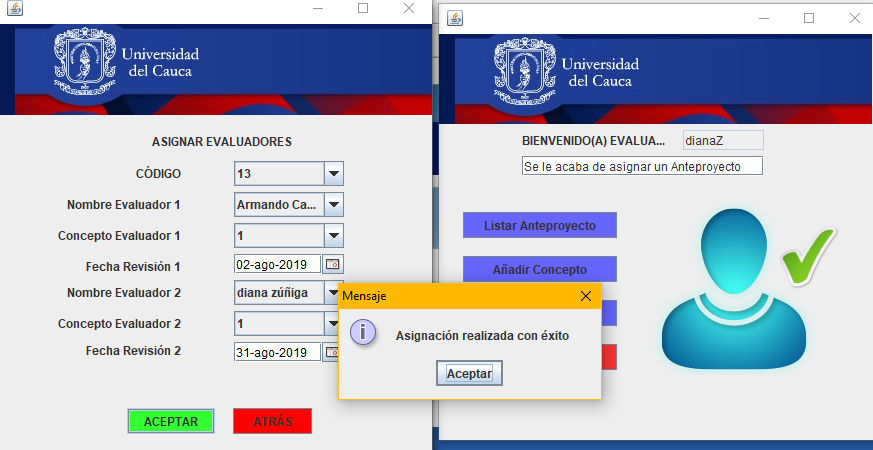 Universidad
del Cauca
ASIGNAR EVALUADORES
CÓDIGO 13
Nombre Evaluador 1 Armando Ca...
Concepto Evaluador 1 1
Fecha Revisión 1 02-ago-2019
Nombre Evaluador 2 diana zúñiga
Concepto Evaluador 2 1
Fecha Revisión 2 31-ago-2019
ACEPTAR ATRÁS
Universidad
del Cauca
BIENVENIDO(A) EVALUA... dianaZ
Se le acaba de asignar un Anteproyecto
Listar Anteproyecto
Añadir Concepto
Mensaje
Asignación realizada con éxito
Aceptar